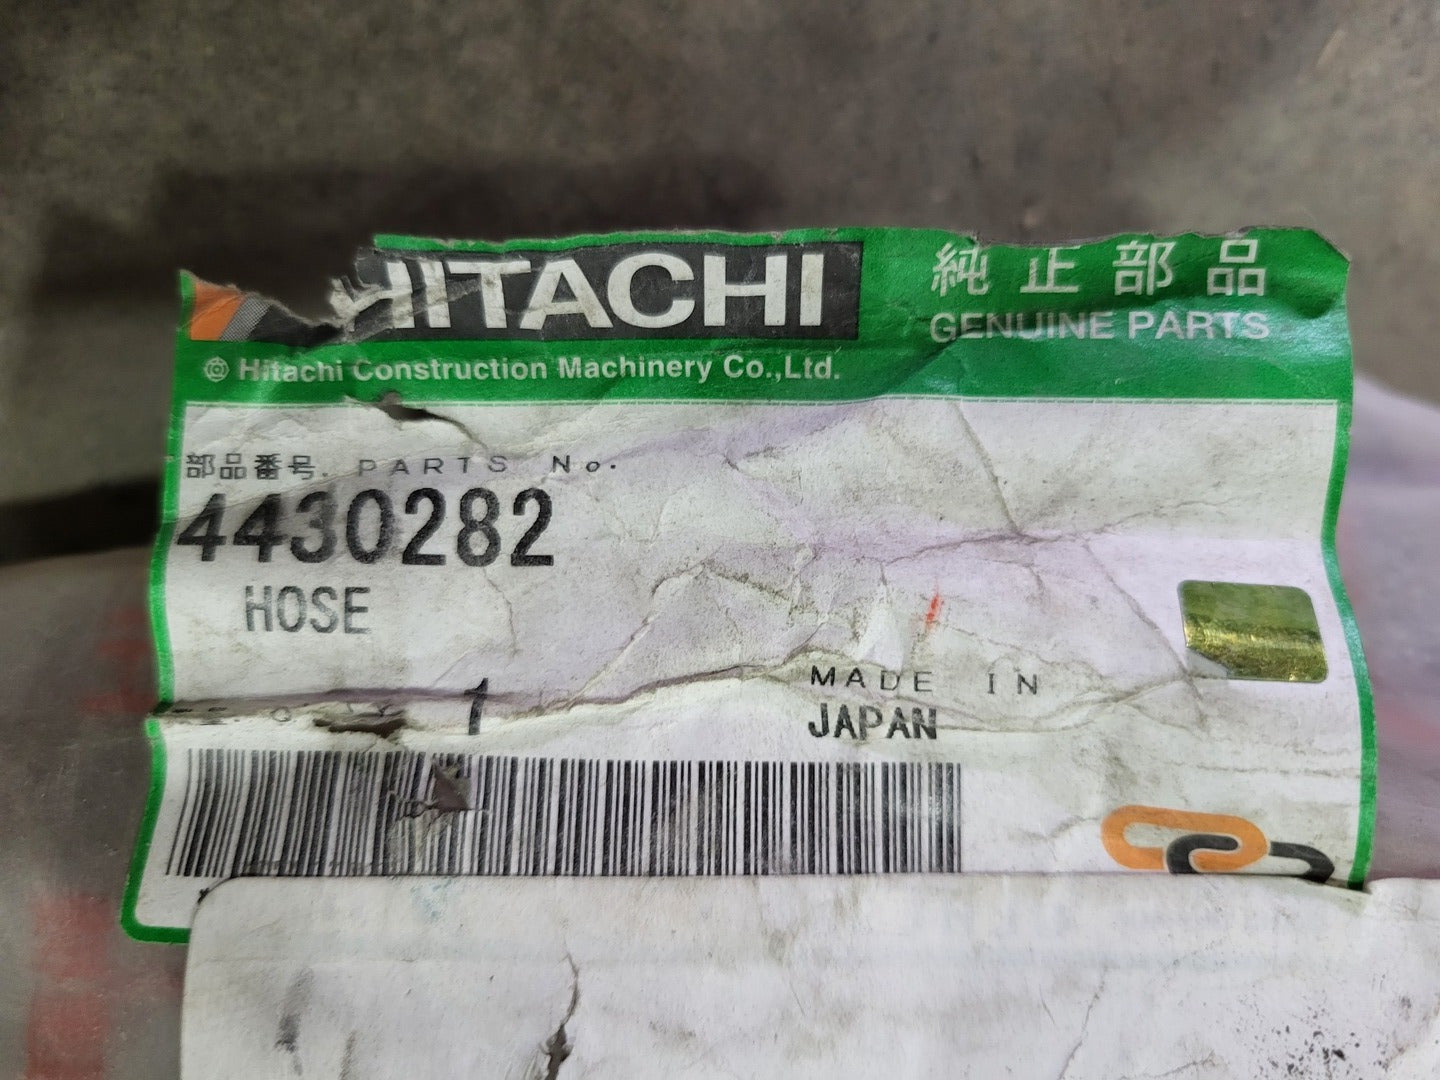 HITACHI
純正部品
GENUINE PARTS
Hitachi Construction Machinery Co.,Ltd.
部品番号. PARTS No.
4430282
HOSE
1
MADE IN
JAPAN